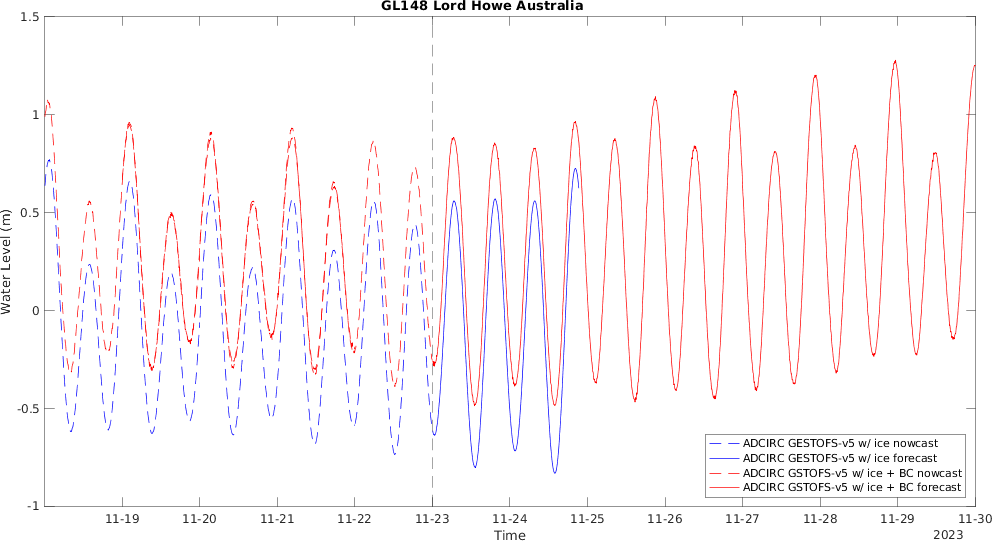 GL148 Lord Howe Australia
1.5
1
0.5
0
-0.5
-1
Water Level (m)
11-19 11-20 11-21 11-22 11-23 11-24 11-25 11-26 11-27 11-28 11-29 11-30
Time
2023
ADCIRC GESTOFS-v5 w/ ice nowcast
ADCIRC GESTOFS-v5 w/ ice forecast
ADCIRC GSTOFS-v5 w/ ice + BC nowcast
ADCIRC GSTOFS-v5 w/ ice + BC forecast